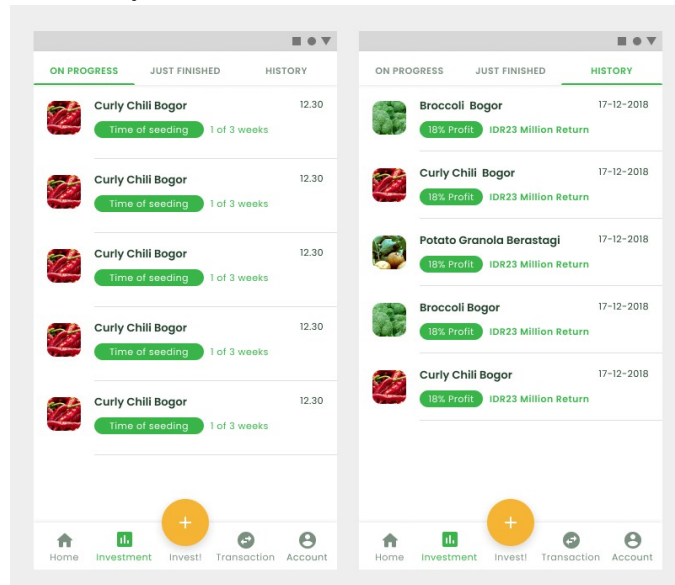 ON PROGRESS JUST FINISHED HISTORY
Curly Chili Bogor 12.30
Time of seeding 1 of 3 weeks
Curly Chili Bogor 12.30
Time of seeding 1 of 3 weeks
Curly Chili Bogor 12.30
Time of seeding 1 of 3 weeks
Curly Chili Bogor 12.30
Time of seeding 1 of 3 weeks
Curly Chili Bogor 12.30
Time of seeding 1 of 3 weeks
Home Investment Invest! Transaction Account
ON PROGRESS JUST FINISHED HISTORY
Broccoli Bogor 17-12-2018
18% Profit IDR23 Million Return
Curly Chili Bogor 17-12-2018
18% Profit IDR23 Million Return
Potato Granola Berastagi 17-12-2018
18% Profit IDR23 Million Return
Broccoli Bogor 17-12-2018
18% Profit IDR23 Million Return
Curly Chili Bogor 17-12-2018
18% Profit IDR23 Million Return
Home Investment Invest! Transaction Account